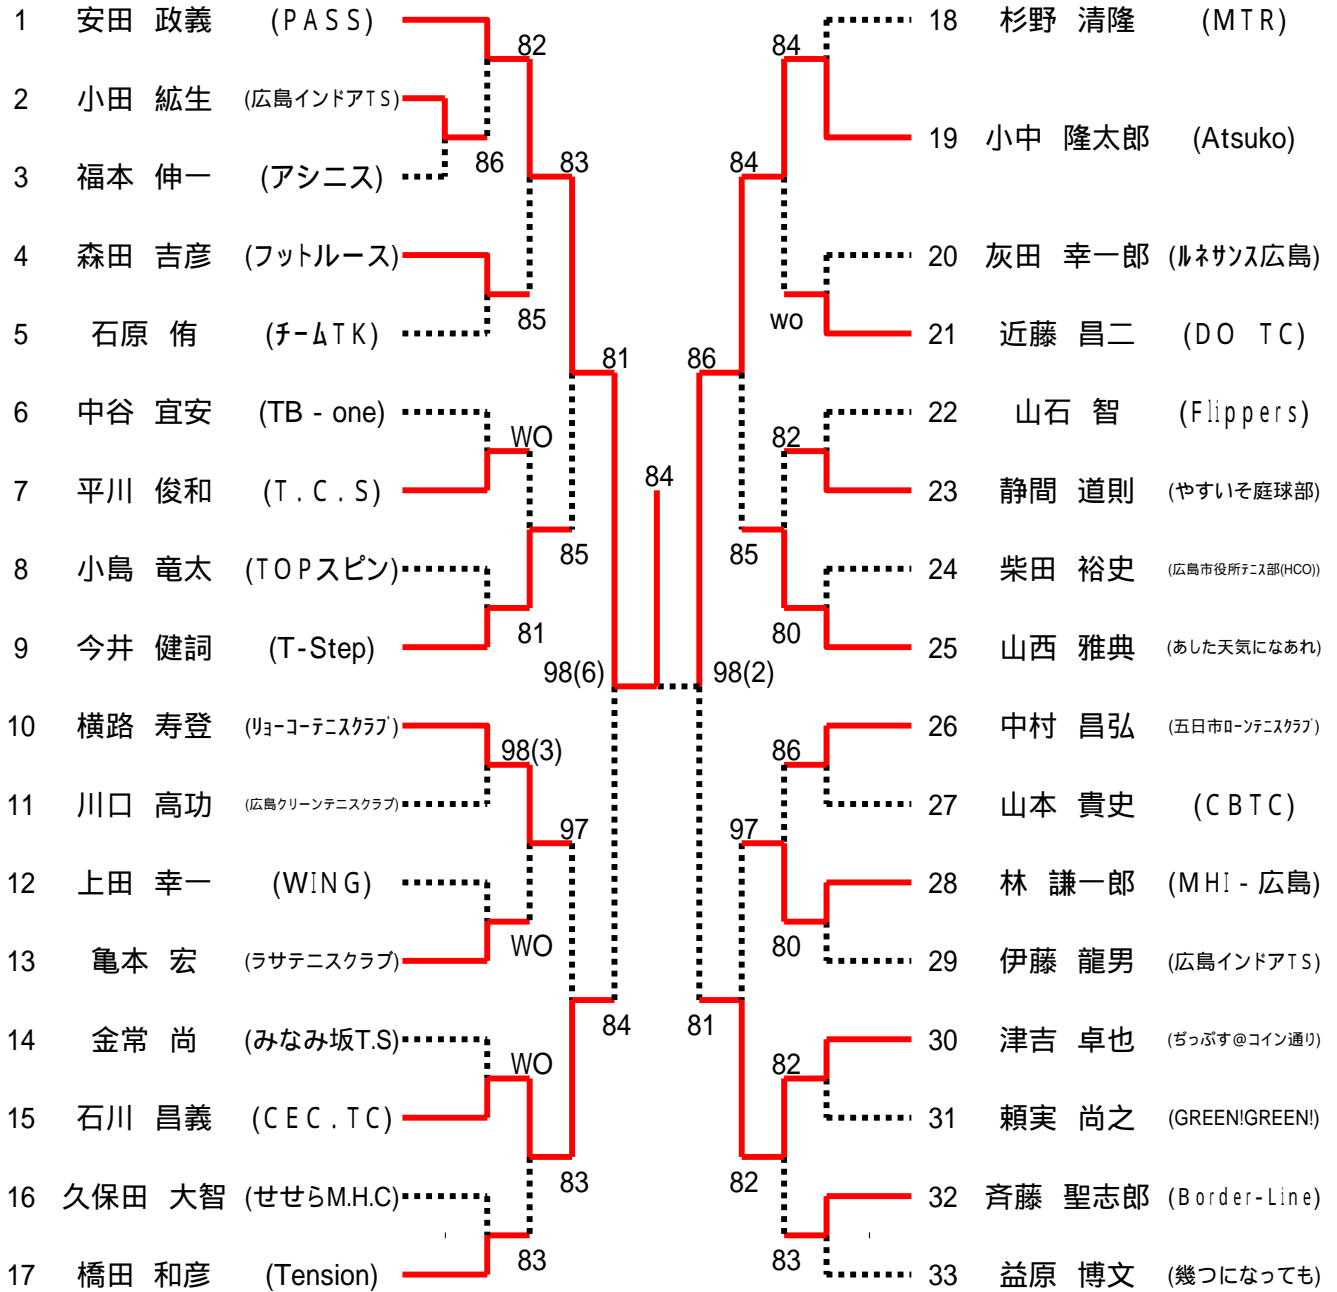 1 安田 政義 (PASS)
2 小田 紘生 (広島インドアTS)
3 福本 伸一 (アシニス)
4 森田 吉彦 (フットルース)
5 石原 侑 (チームTK)
6 中谷 宜安 (TB - one)
7 平川 俊和 (T.C.S)
8 小島 竜太 (TOPスピン)
9 今井 健詞 (T-Step)
10 横路 寿登 (リョーコーテニスクラブ)
11 川口 高功 (広島クリーンテニスクラブ)
12 上田 幸一 (WING)
13 亀本 宏 (ラサテニスクラブ)
14 金常 尚 (みなみ坂T.S)
15 石川 昌義 (CEC.TC)
16 久保田 大智 (せせらM.H.C)
17 橋田 和彦 (Tension)
82
86
83
85
81
WO
85
81
98(6)
98(3)
97
WO
84
WO
83
83
84
84
84
wo
86
82
85
80
98(2)
86
97
80
81
82
82
83
18 杉野 清隆 (MTR)
19 小中 隆太郎 (Atsuko)
20 灰田 幸一郎 (ルネサンス広島)
21 近藤 昌二 (DO TC)
22 山石 智 (Flippers)
23 静間 道則 (やすいそ庭球部)
24 柴田 裕史 (広島市役所テニス部(HCO))
25 山西 雅典 (あした天気になあれ)
26 中村 昌弘 (五日市ローンテニスクラブ)
27 山本 貴史 (CBTC)
28 林 謙一郎 (MHI - 広島)
29 伊藤 龍男 (広島インドアTS)
30 津吉 卓也 (ぢっぷす@コイン通り)
31 頼実 尚之 (GREEN!GREEN!)
32 斉藤 聖志郎 (Border-Line)
33 益原 博文 (幾つになっても)